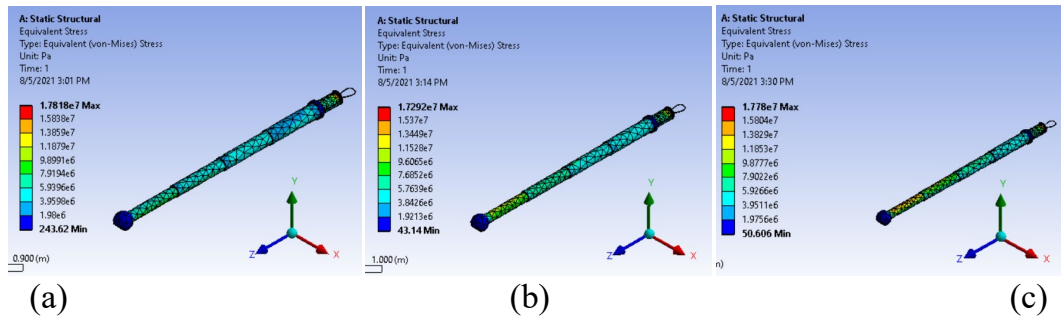 A: Static Structural
Equivalent Stress
Type: Equivalent (von-Mises) Stress
Unit: Pa
Time: 1
8/5/2021 3:01 PM
1.7818e7 Max
1.5838e7
1.3859e7
1.1879e7
9.8991e6
7.9194e6
5.9396e6
3.9598e6
1.98e6
243.62 Min
0.900 (m)
Y
Z
X
(a)
A: Static Structural
Equivalent Stress
Type: Equivalent (von-Mises) Stress
Unit: Pa
Time: 1
8/5/2021 3:14 PM
1.7292e7 Max
1.537e7
1.3449e7
1.1528e7
9.6065e6
7.6852e6
5.7639e6
3.8426e6
1.9213e6
43.14 Min
1.000 (m)
Y
Z
X
(b)
A: Static Structural
Equivalent Stress
Type: Equivalent (von-Mises) Stress
Unit: Pa
Time: 1
8/5/2021 3:30 PM
1.778e7 Max
1.5804e7
1.3829e7
1.1853e7
9.8777e6
7.9022e6
5.9266e6
3.9511e6
1.9756e6
50.606 Min
m)
Y
Z
X
(c)